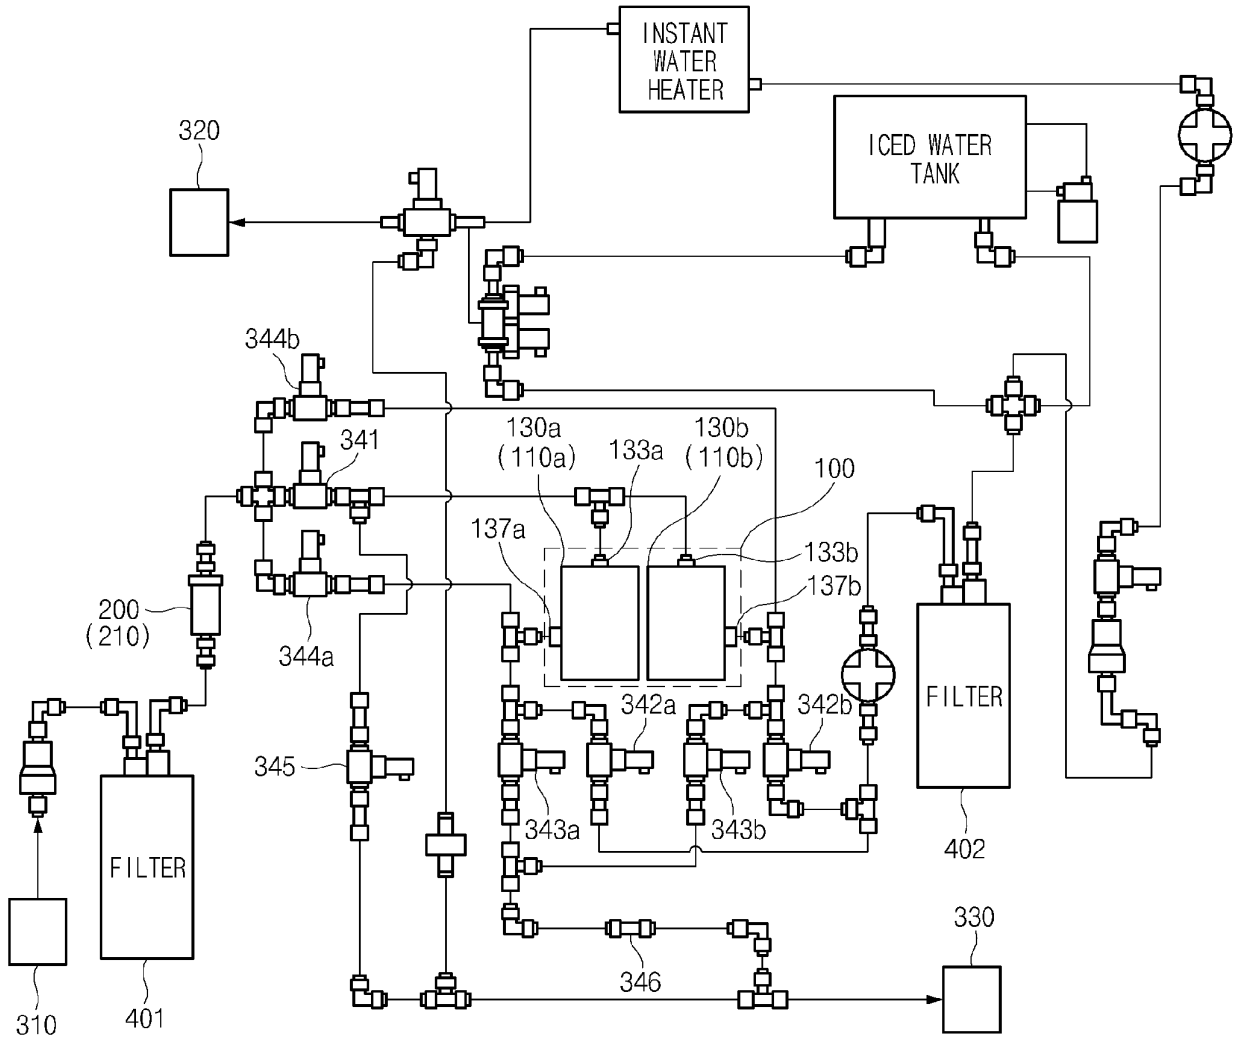 INSTANT
WATER
HEATER
320
ICED WATER
TANK
344b
341
130a
(110a)
133a
130b
(110b)
100
137a
133b
137b
200
(210)
344a
FILTER
342a
342b
345
343a
343b
402
FILTER
330
346
310
401